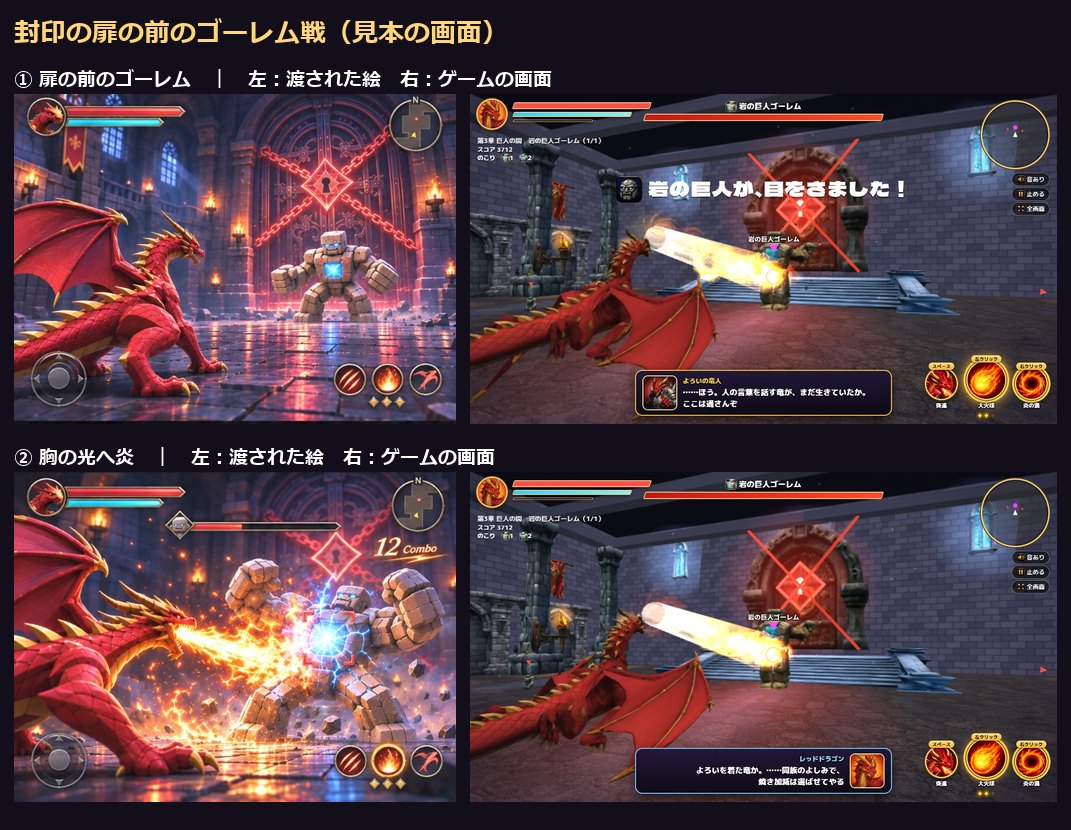 封印の扉の前のゴーレム戦（見本の画面）
① 扉の前のゴーレム ｜ 左：渡された絵 右：ゲームの画面
N
岩の巨人ゴーレム
第3章 巨人の間 岩の巨人ゴーレム（1/1）
スコア 3712
のこり 1 2
音あり
止める
全画面
岩の巨人が、目をさました！
岩の巨人ゴーレム
よろいの竜人
……ほう。人の言葉を話す竜が、まだ生きていたか。
ここは通さんぞ
スペース 左クリック 右クリック
突進 大火球 炎の渦
② 胸の光へ炎 ｜ 左：渡された絵 右：ゲームの画面
N
12 Combo
岩の巨人ゴーレム
第3章 巨人の間 岩の巨人ゴーレム（1/1）
スコア 3712
のこり 1 2
音あり
止める
全画面
岩の巨人ゴーレム
レッドドラゴン
よろいを着た竜か。……同族のよしみで、
焼き加減は選ばせてやる
スペース 左クリック 右クリック
突進 大火球 炎の渦